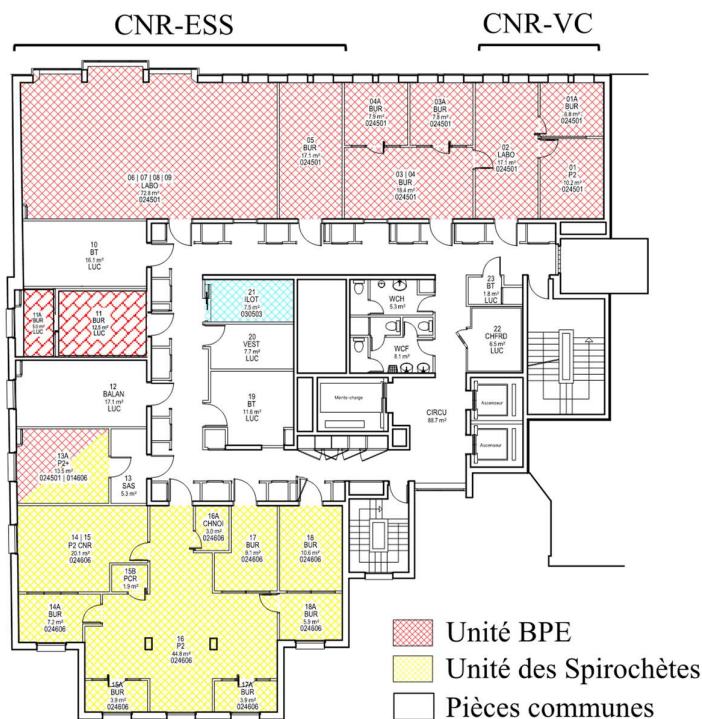 CNR-ESS
CNR-VC
04A
BUR
7.9 m²
024501
03A
BUR
7.8 m²
024501
01A
BUR
6.8 m²
024501
05
BUR
17.1 m²
024501
02
LABO
17.1 m²
024501
06 | 07 | 08 | 09
LABO
72.8 m²
024501
03 | 04
BUR
18.4 m²
024501
01
P2
10.2 m²
024501
10
BT
16.1 m²
LUC
23
BT
1.8 m²
LUC
21
ILOT
7.5 m²
030503
WCH
5.3 m²
11A
BUR
5.0 m²
LUC
11
BUR
12.5 m²
LUC
22
CHFRD
6.5 m²
LUC
20
VEST
7.7 m²
LUC
WCF
8.1 m²
12
BALAN
17.1 m²
LUC
19
BT
11.6 m²
LUC
Monte-charge
CIRCU
88.7 m²
Ascenseur
Ascenseur
13A
P2+
13.5 m²
024501 | 014606
13
SAS
5.3 m²
16A
CHNOI
3.0 m²
024606
14 | 15
P2 CNR
20.1 m²
024606
17
BUR
9.1 m²
024606
18
BUR
10.6 m²
024606
15B
PCR
1.9 m²
14A
BUR
7.2 m²
024606
18A
BUR
5.9 m²
024606
16
P2
44.8 m²
024606
15A
BUR
3.9 m²
024606
17A
BUR
3.9 m²
024606
Unité BPE
Unité des Spirochètes
Pièces communes